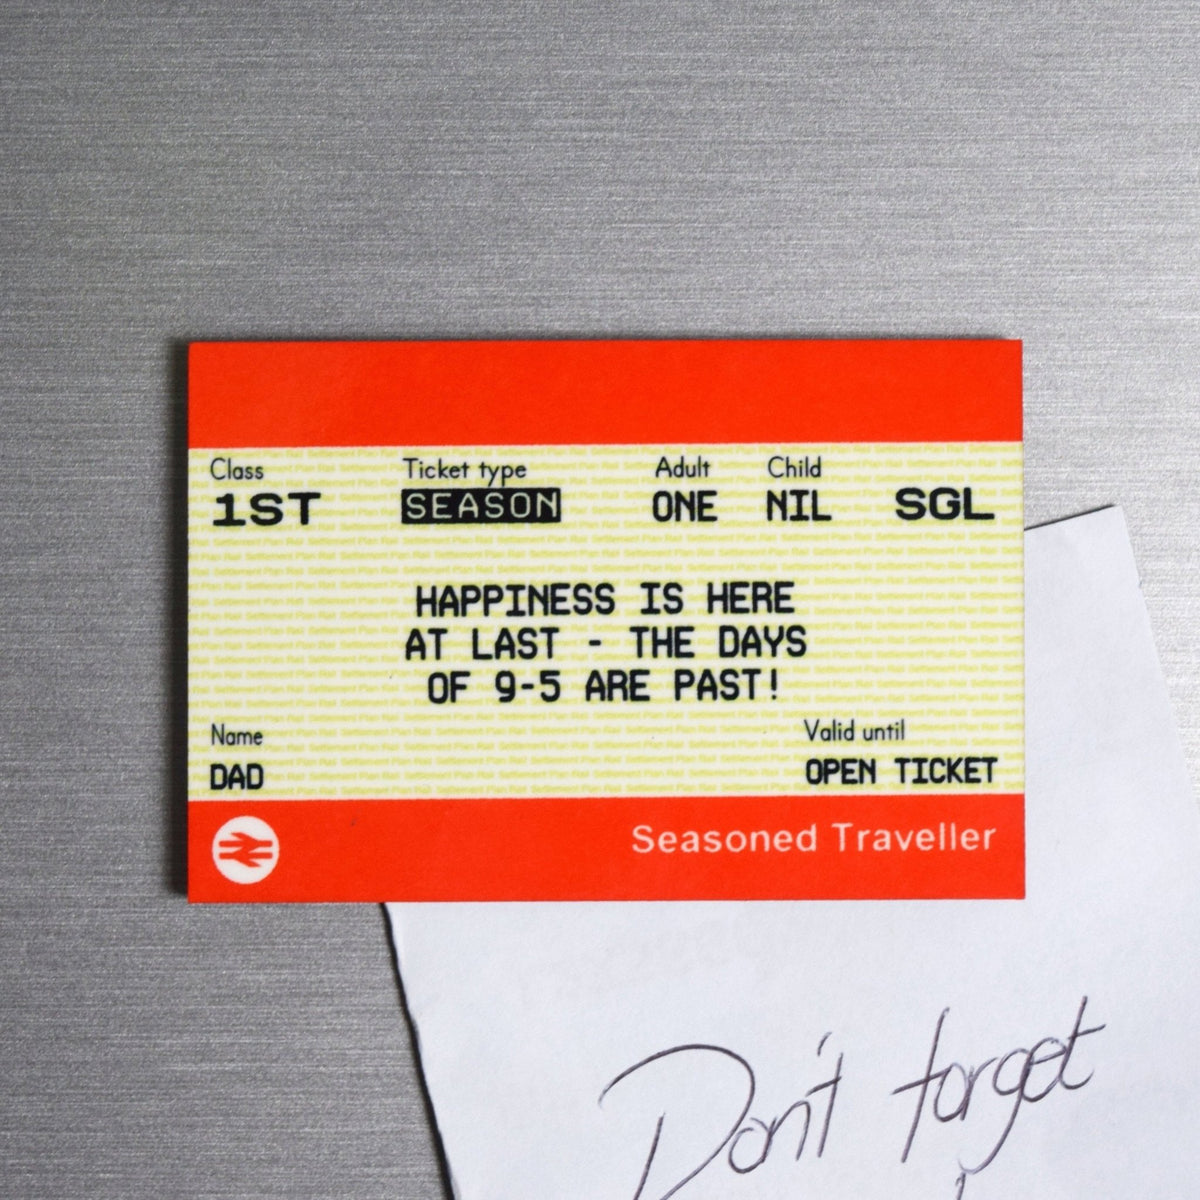 Class Ticket type Adult Child
1ST SEASON ONE NIL SGL
HAPPINESS IS HERE
AT LAST - THE DAYS
OF 9-5 ARE PAST!
Name Valid until
DAD OPEN TICKET
Seasoned Traveller
Don't forget